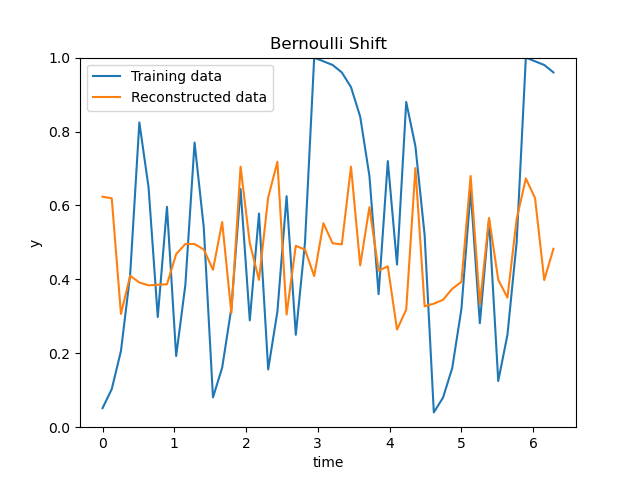 Bernoulli Shift
Training data
Reconstructed data
1.0
0.8
0.6
0.4
0.2
0.0
y
0 1 2 3 4 5 6
time